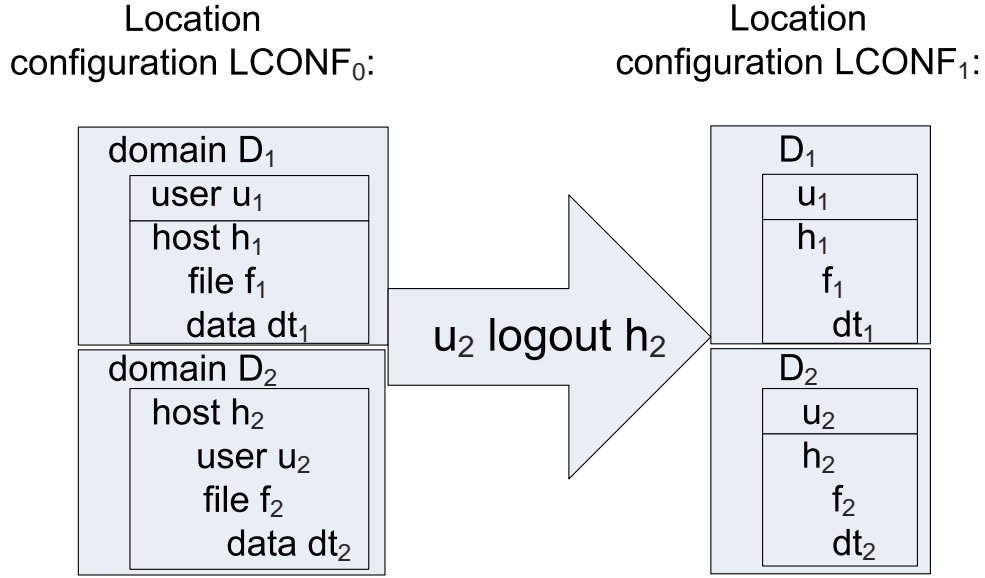 Location
configuration LCONF₀:
domain D₁
user u₁
host h₁
file f₁
data dt₁
domain D₂
host h₂
user u₂
file f₂
data dt₂
u₂ logout h₂
Location
configuration LCONF₁:
D₁
u₁
h₁
f₁
dt₁
D₂
u₂
h₂
f₂
dt₂